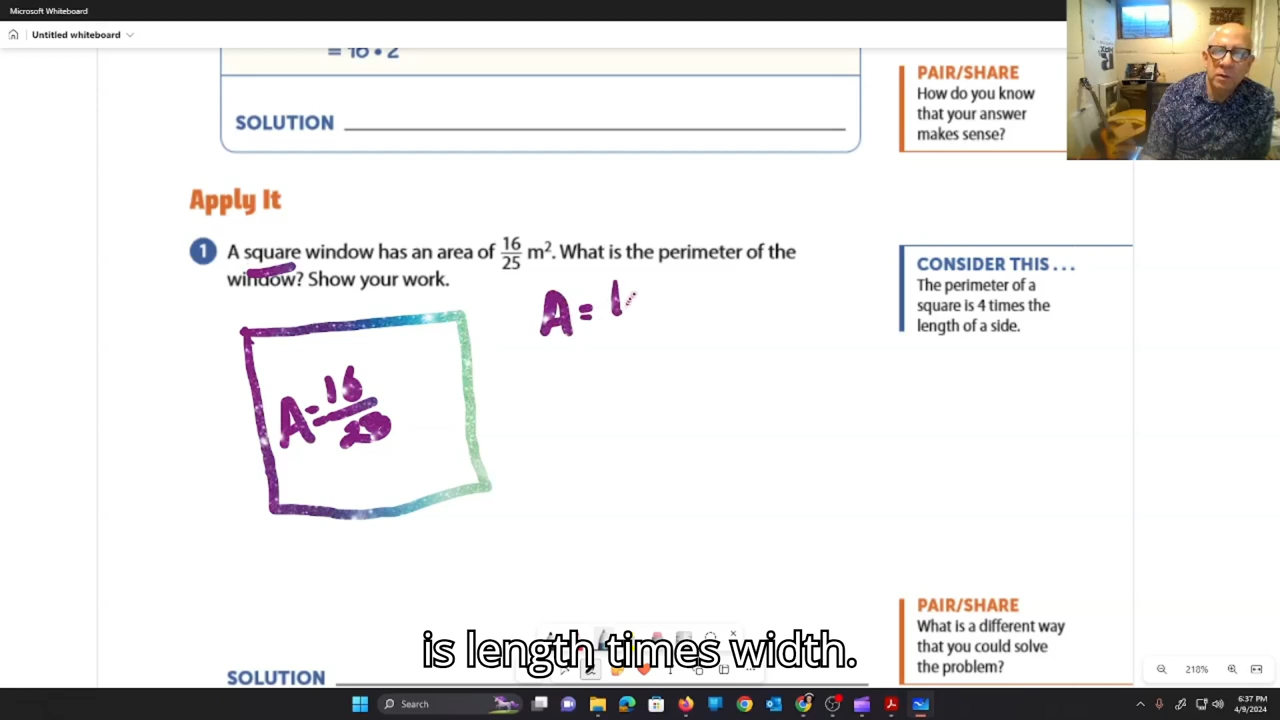 Microsoft Whiteboard
Untitled whiteboard
= 16 • 2
SOLUTION
PAIR/SHARE
How do you know
that your answer
makes sense?
Apply It
1 A square window has an area of 16/25 m². What is the perimeter of the
window? Show your work.
CONSIDER THIS . . .
The perimeter of a
square is 4 times the
length of a side.
A=
A=16/25
PAIR/SHARE
What is a different way
that you could solve
the problem?
is length times width.
SOLUTION
218%
Search
6:37 PM
4/9/2024